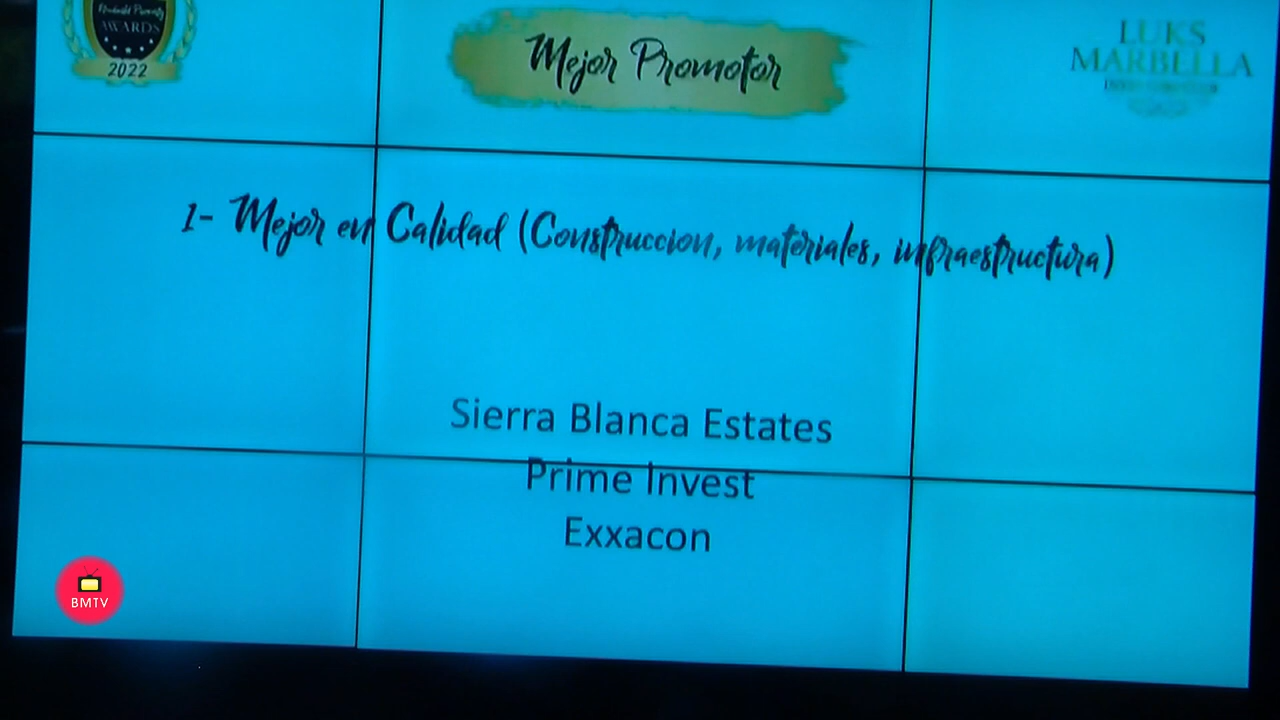 AWARDS
2022
Mejor Promotor
LUKS
MARBELLA
1- Mejor en Calidad (Construccion, materiales, infraestructura)
Sierra Blanca Estates
Prime Invest
Exxacon
BMTV